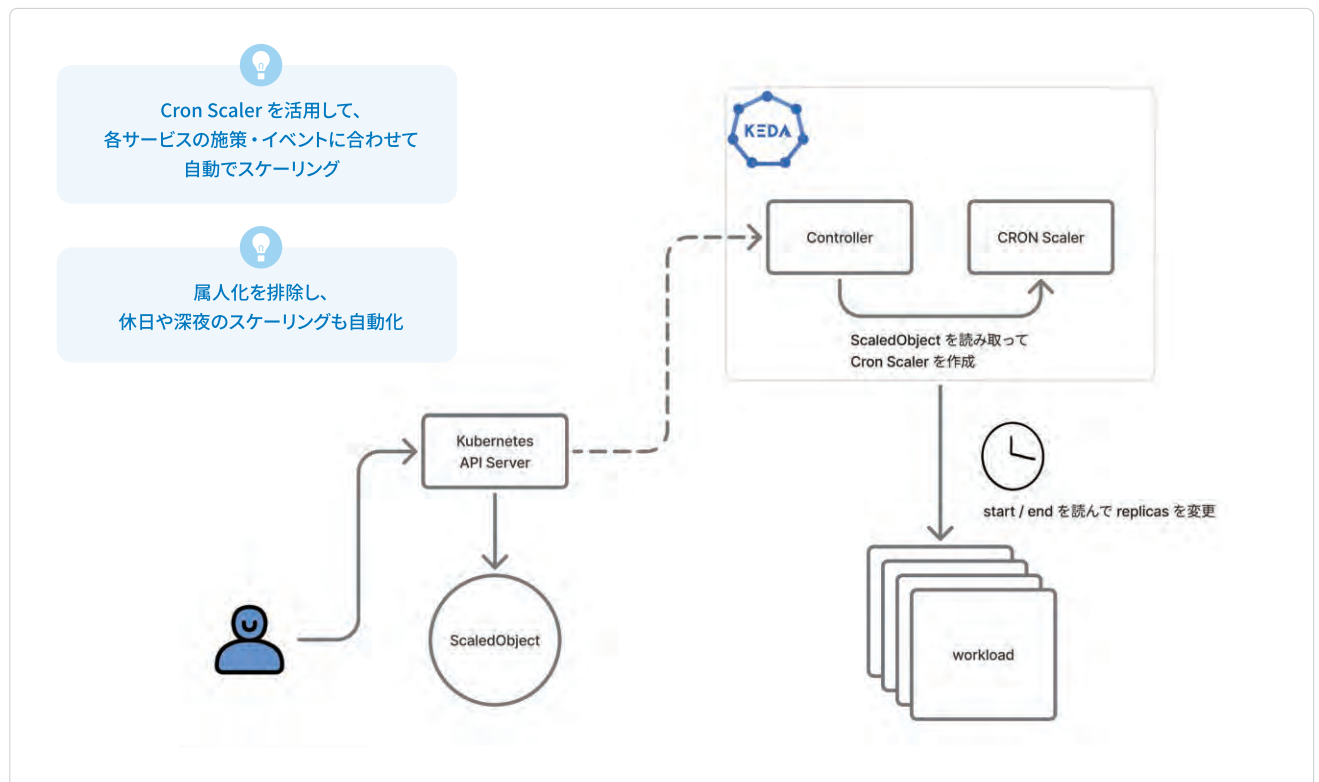 Cron Scaler を活用して、
各サービスの施策・イベントに合わせて
自動でスケーリング
属人化を排除し、
休日や深夜のスケーリングも自動化
KEDA
Controller
CRON Scaler
ScaledObject を読み取って
Cron Scaler を作成
Kubernetes
API Server
start / end を読んで replicas を変更
ScaledObject
workload